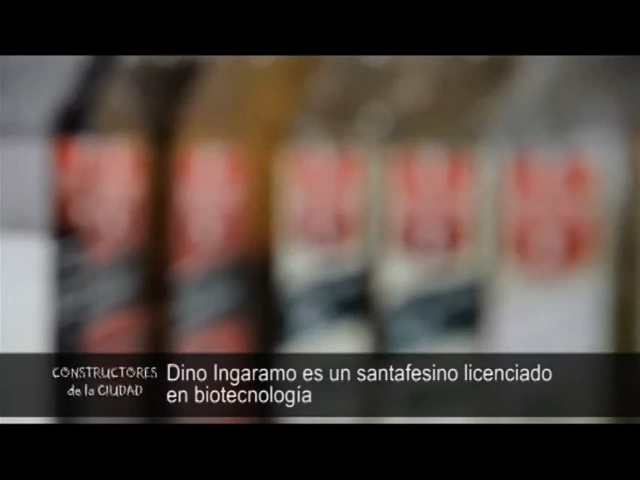 CONSTRUCTORES
de la CIUDAD
Dino Ingaramo es un santafesino licenciado
en biotecnología